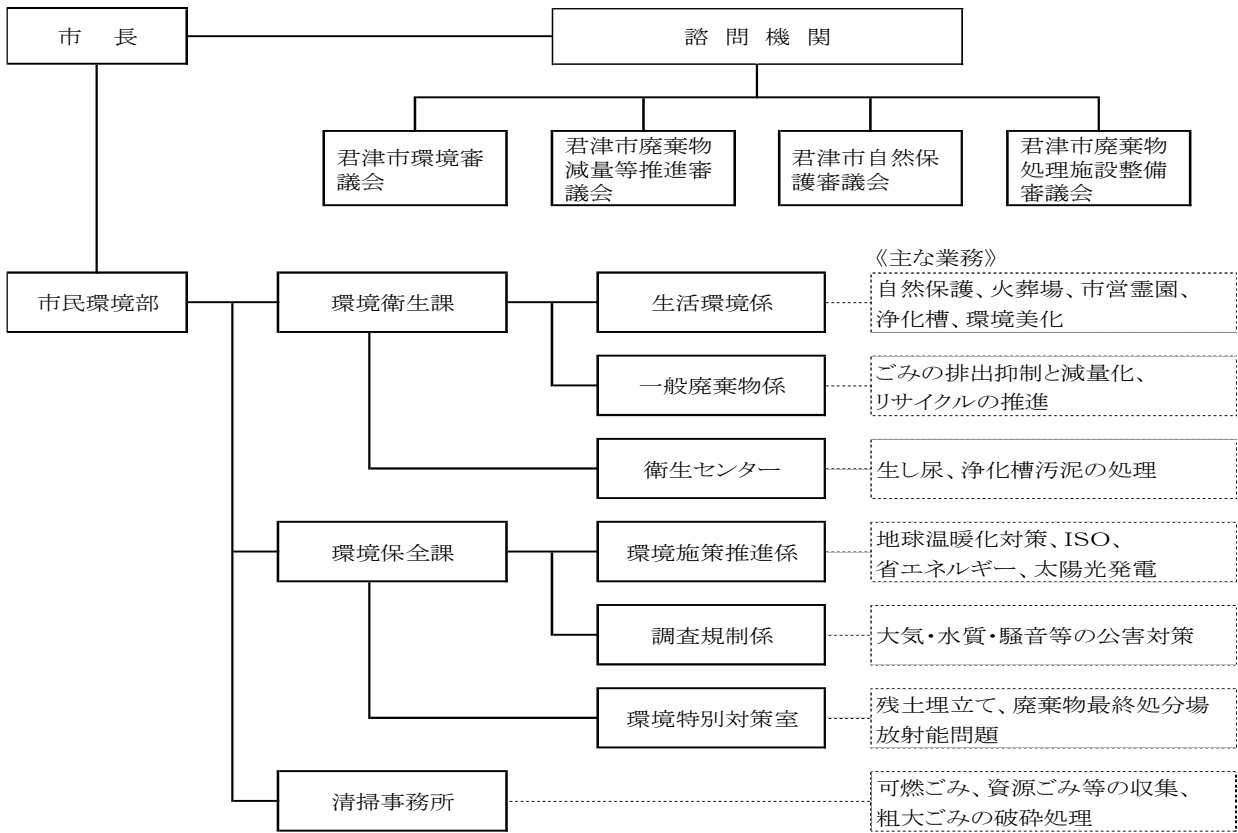 市　長
諮 問 機 関
君津市環境審
議会
君津市廃棄物
減量等推進審
議会
君津市自然保
護審議会
君津市廃棄物
処理施設整備
審議会
《主な業務》
市民環境部
環境衛生課
生活環境係
自然保護、火葬場、市営霊園、
浄化槽、環境美化
一般廃棄物係
ごみの排出抑制と減量化、
リサイクルの推進
衛生センター
生し尿、浄化槽汚泥の処理
環境保全課
環境施策推進係
地球温暖化対策、ISO、
省エネルギー、太陽光発電
調査規制係
大気・水質・騒音等の公害対策
環境特別対策室
残土埋立て、廃棄物最終処分場
放射能問題
清掃事務所
可燃ごみ、資源ごみ等の収集、
粗大ごみの破砕処理